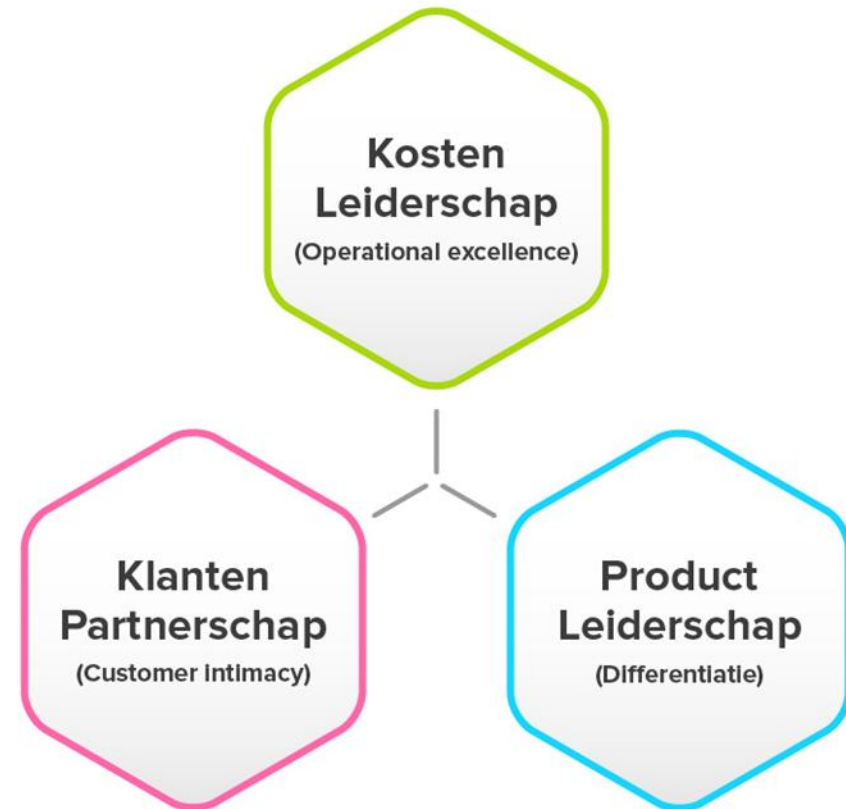 Kosten
Leiderschap
(Operational excellence)
Klanten
Partnerschap
(Customer intimacy)
Product
Leiderschap
(Differentiatie)